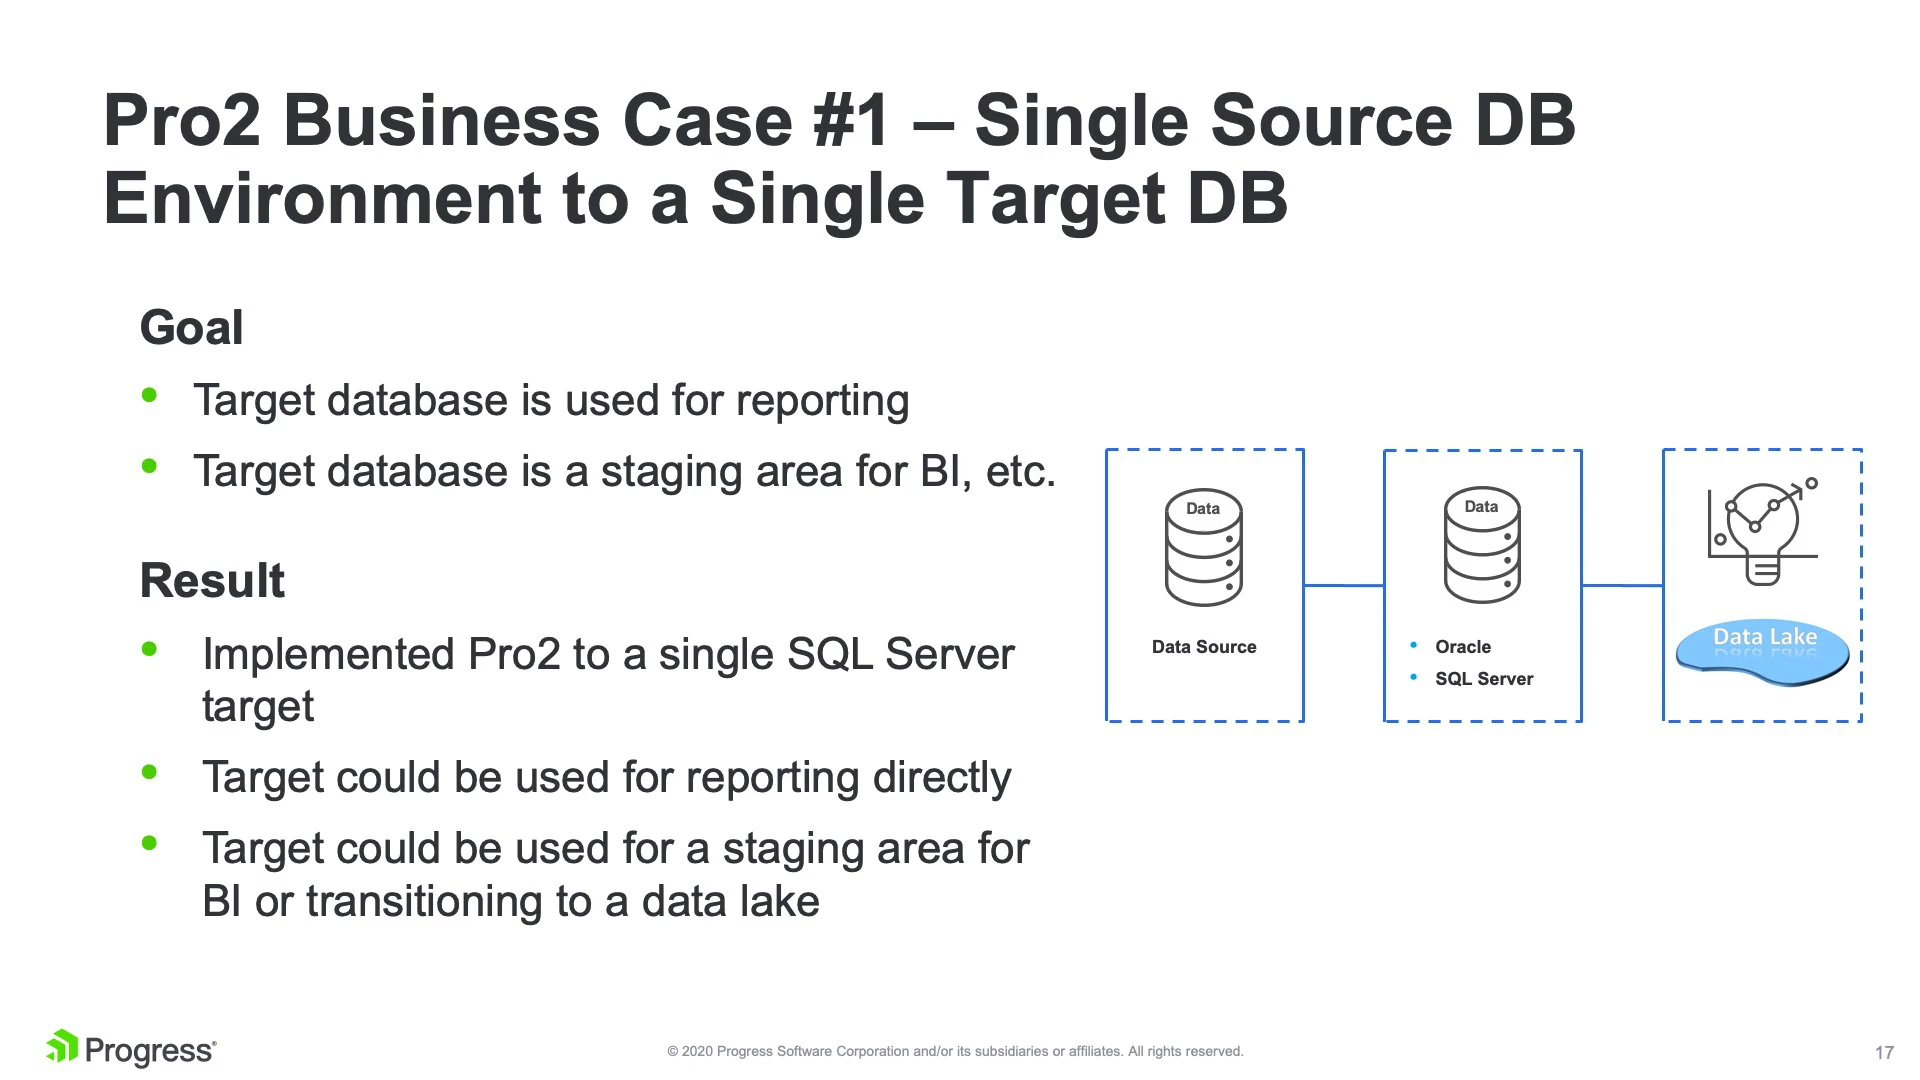 Pro2 Business Case #1 – Single Source DB
Environment to a Single Target DB
Goal
• Target database is used for reporting
• Target database is a staging area for BI, etc.
Result
• Implemented Pro2 to a single SQL Server
target
• Target could be used for reporting directly
• Target could be used for a staging area for
BI or transitioning to a data lake
Data
Data Source
Data
• Oracle
• SQL Server
Data Lake
Progress®
© 2020 Progress Software Corporation and/or its subsidiaries or affiliates. All rights reserved.
17